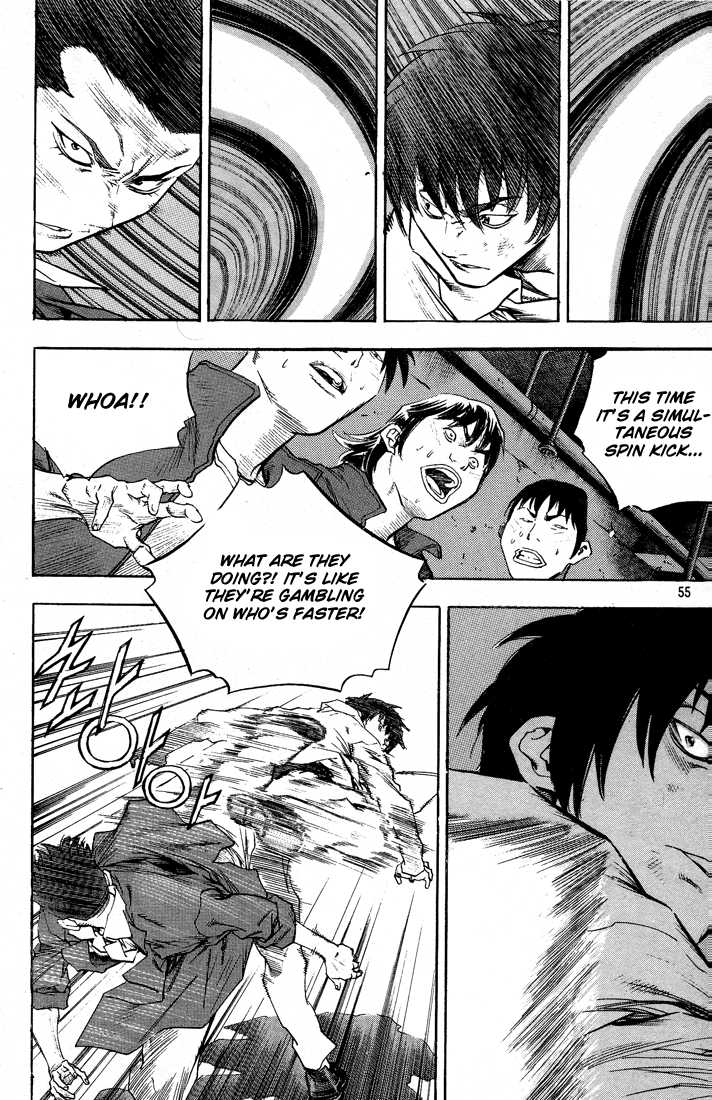 THIS TIME
IT'S A SIMUL-
TANEOUS
SPIN KICK...
WHOA!!
WHAT ARE THEY
DOING?! IT'S LIKE
THEY'RE GAMBLING
ON WHO'S FASTER!
55